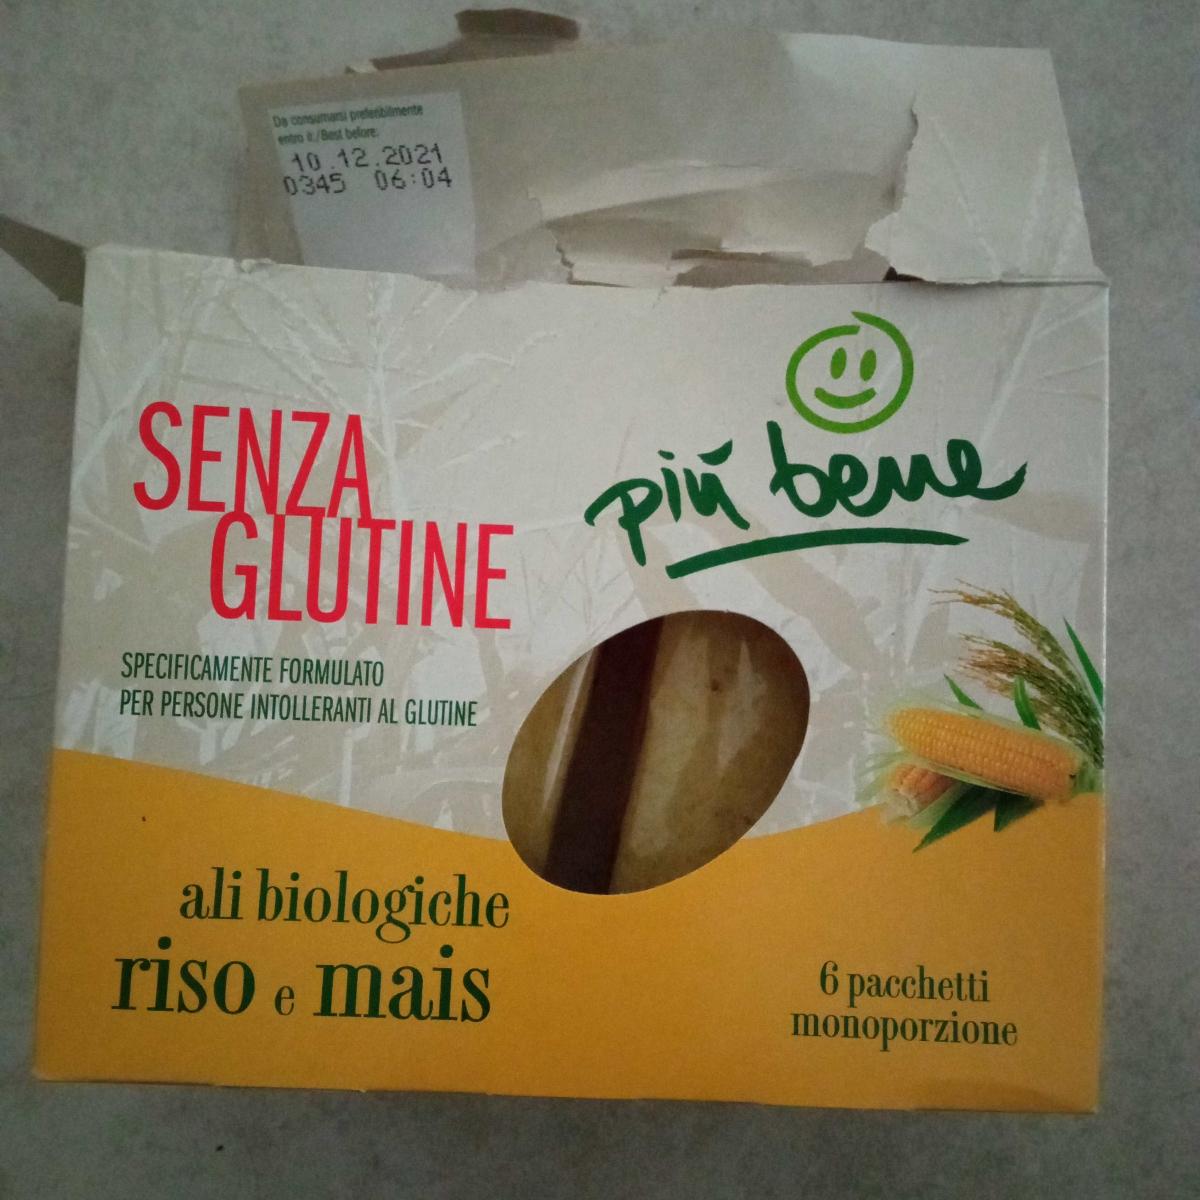 Da consumarsi preferibilmente
entro il:/Best before:
10.12.2021
0345 06:04
SENZA
GLUTINE
più bene
SPECIFICAMENTE FORMULATO
PER PERSONE INTOLLERANTI AL GLUTINE
ali biologiche
riso e mais
6 pacchetti
monoporzione